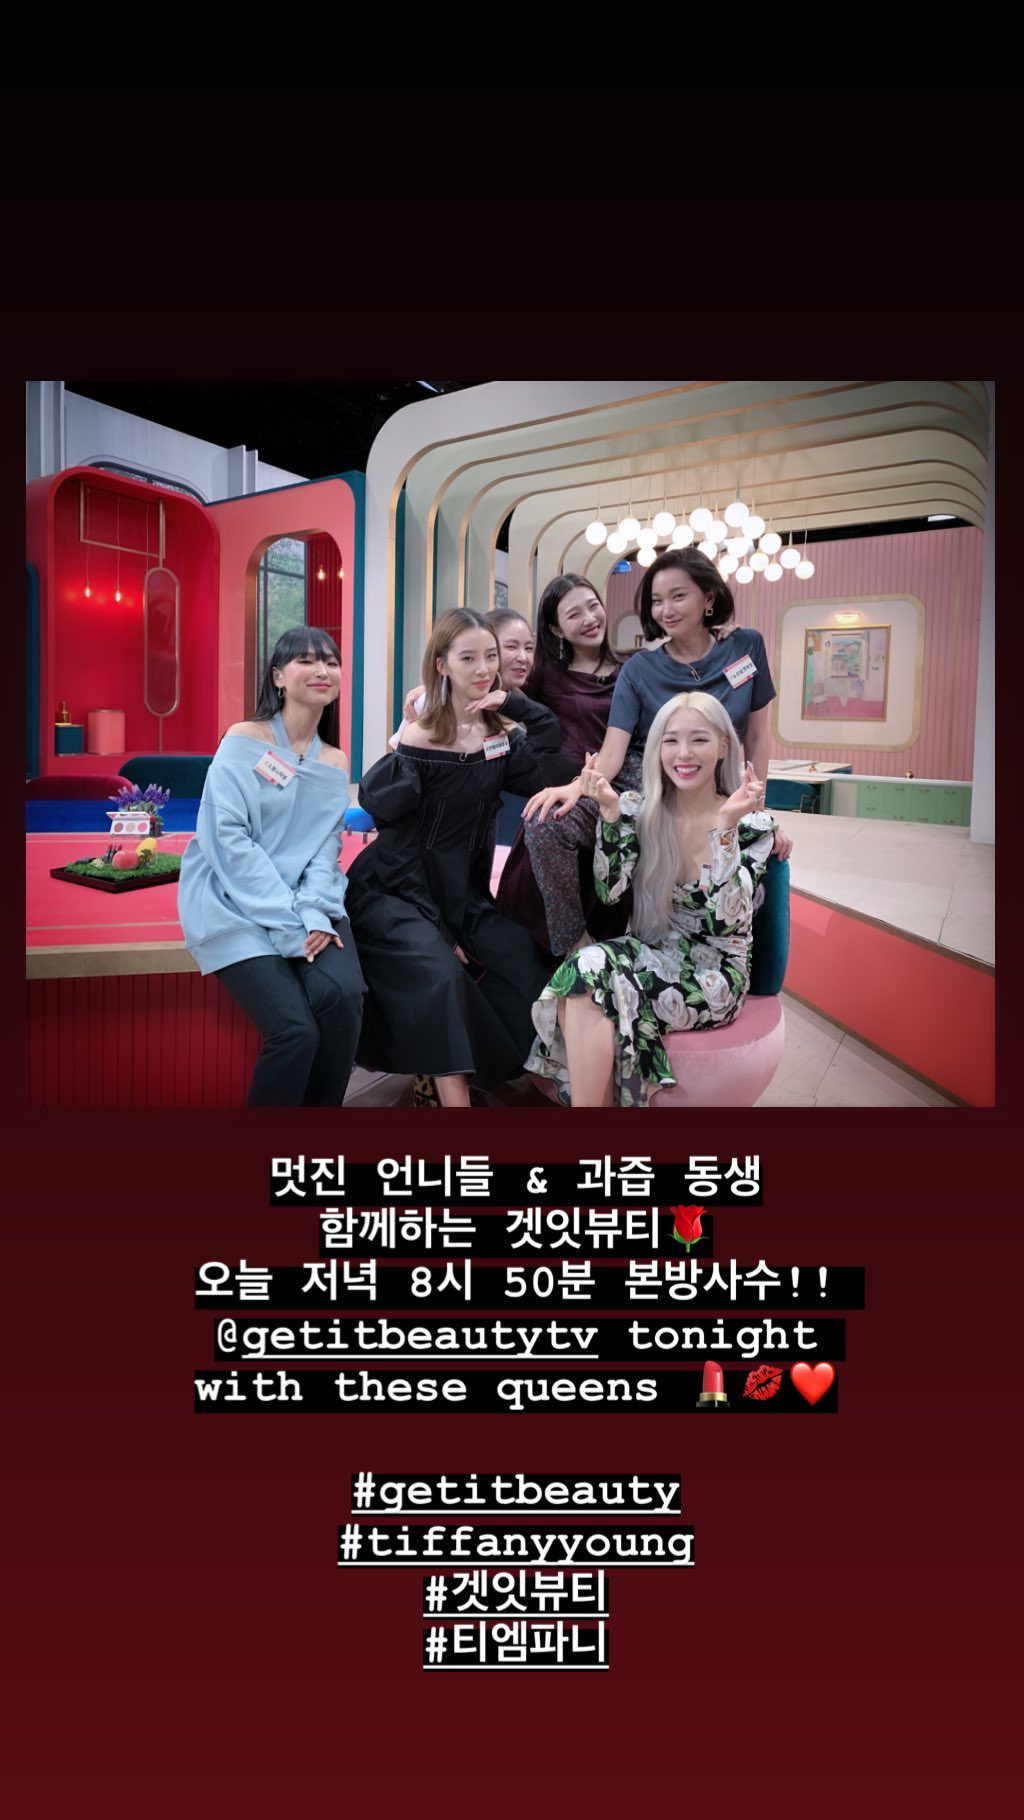 멋진 언니들 & 과즙 동생
함께하는 겟잇뷰티🌹
오늘 저녁 8시 50분 본방사수!!
@getitbeautytv tonight
with these queens 💄💋❤️
#getitbeauty
#tiffanyyoung
#겟잇뷰티
#티엠파니